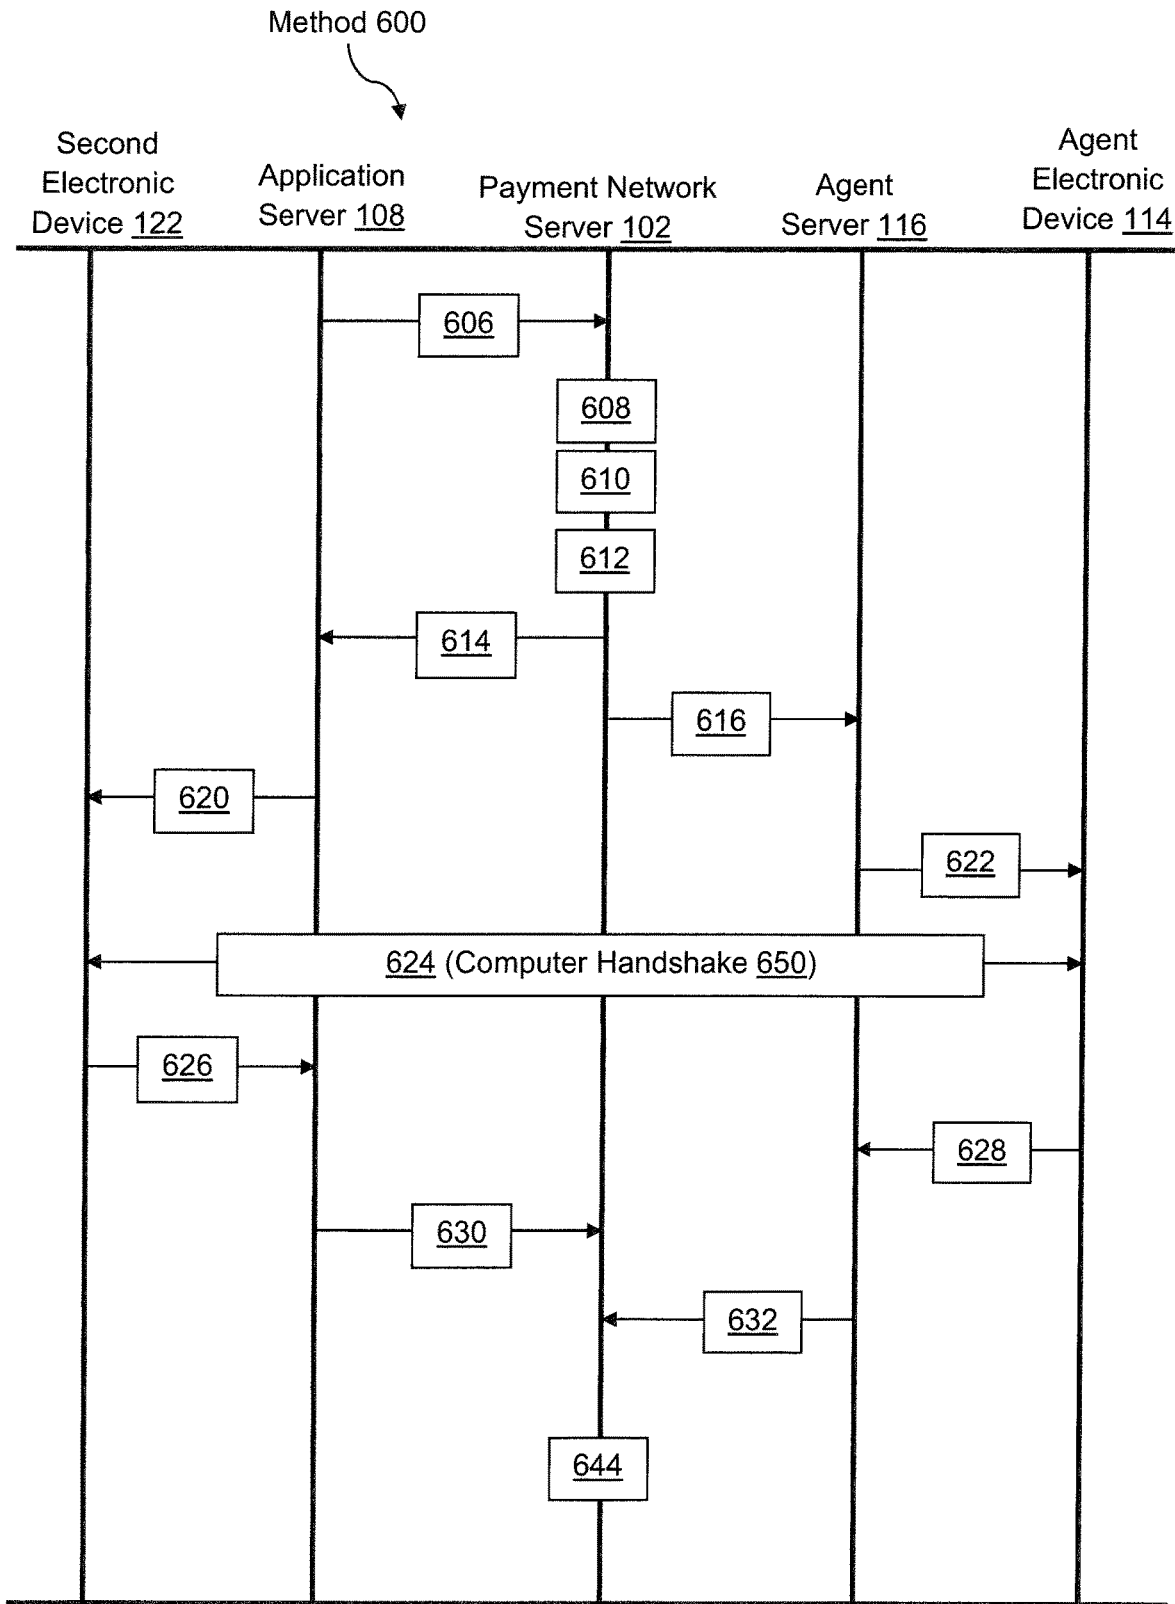 Method 600
Second
Electronic
Device 122
Application
Server 108
Payment Network
Server 102
Agent
Server 116
Agent
Electronic
Device 114
606
608
610
612
614
616
620
622
624 (Computer Handshake 650)
626
628
630
632
644